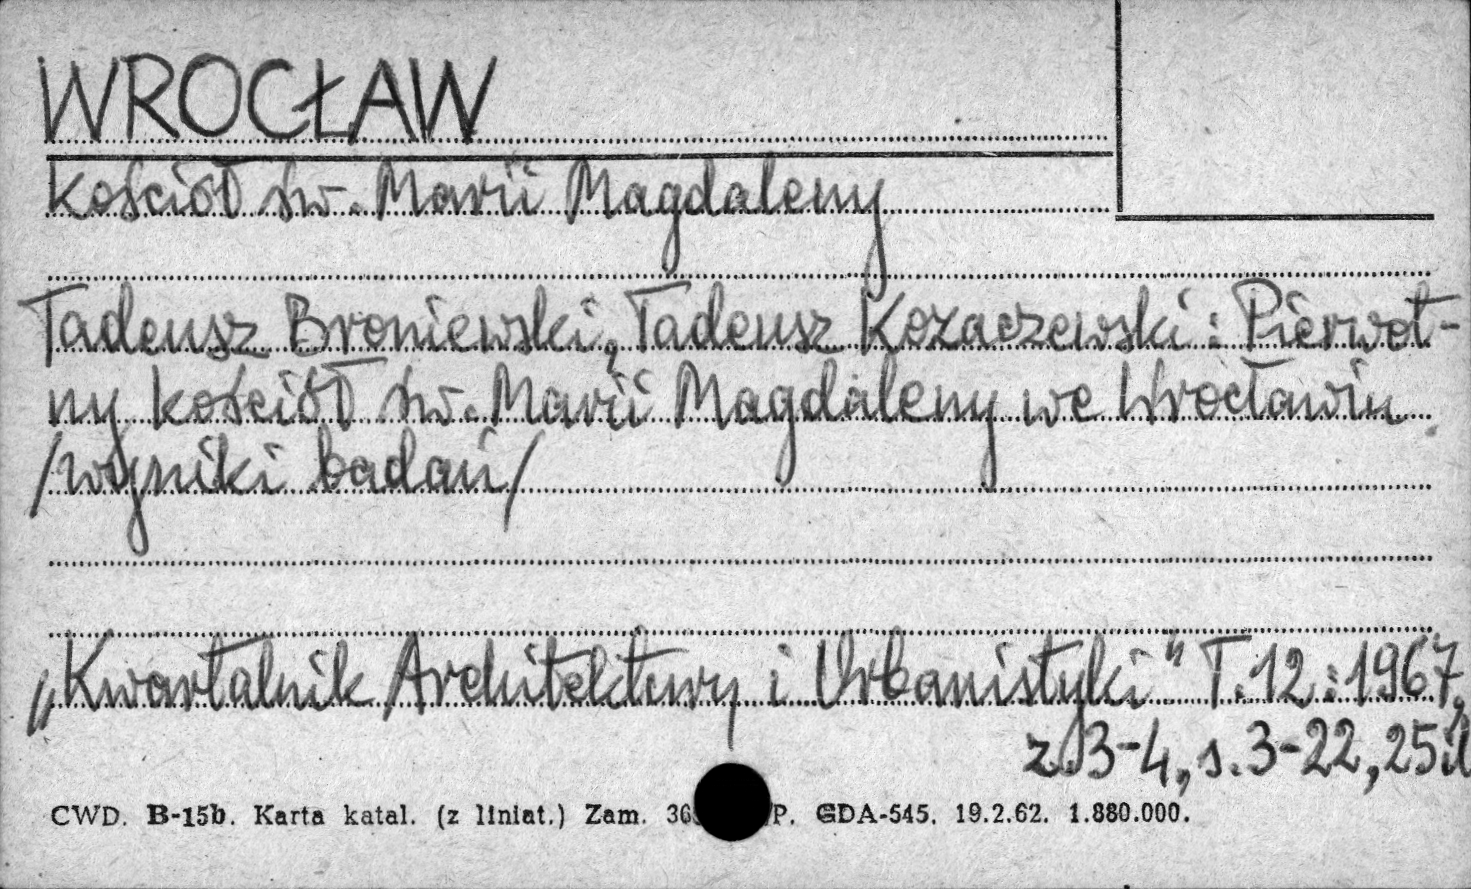 WROCŁAW
Kościół św. Marii Magdaleny
Tadeusz Broniewski, Tadeusz Kozaczewski: Pierwot-
ny kościół św. Marii Magdaleny we Wrocławiu.
/wyniki badań/
„Kwartalnik Architektury i Urbanistyki" T.12:1967,
z.3-4, s.3-22, 25 il
CWD. B-15b. Karta katal. (z liniat.) Zam. P. GDA-545. 19.2.62. 1.880.000.